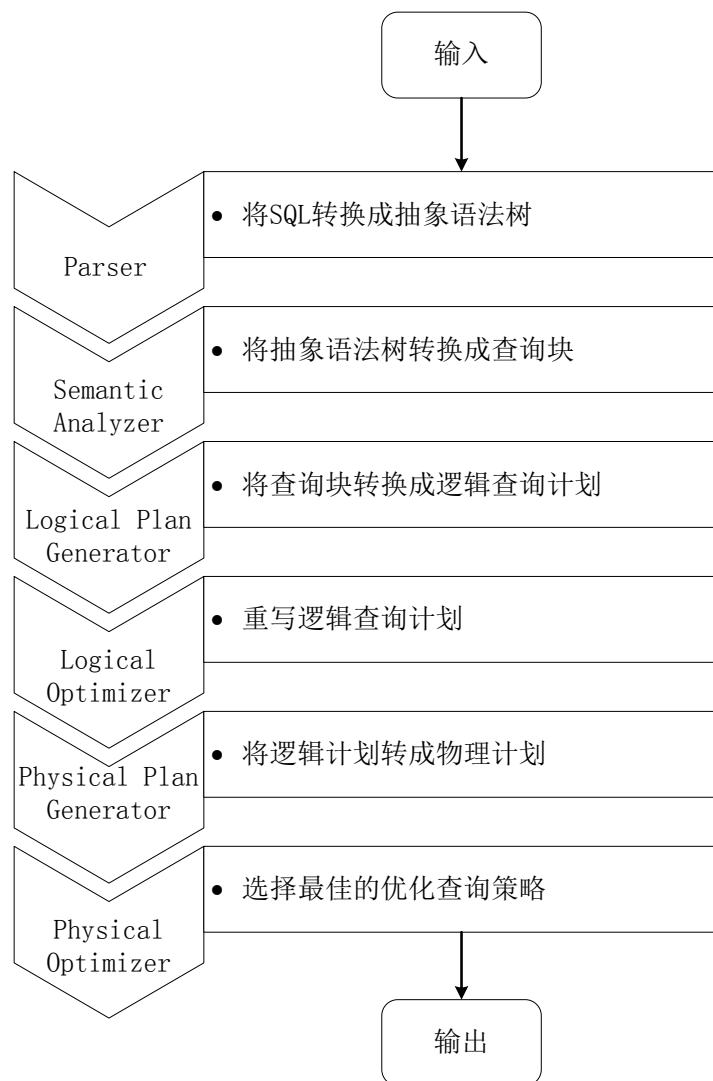 输入
• 将SQL转换成抽象语法树
Parser
• 将抽象语法树转换成查询块
Semantic
Analyzer
• 将查询块转换成逻辑查询计划
Logical Plan
Generator
• 重写逻辑查询计划
Logical
Optimizer
• 将逻辑计划转成物理计划
Physical Plan
Generator
• 选择最佳的优化查询策略
Physical
Optimizer
输出